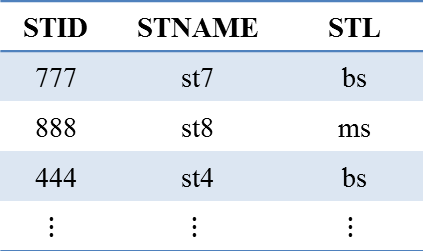 STID STNAME STL
777 st7 bs
888 st8 ms
444 st4 bs
⋮ ⋮ ⋮